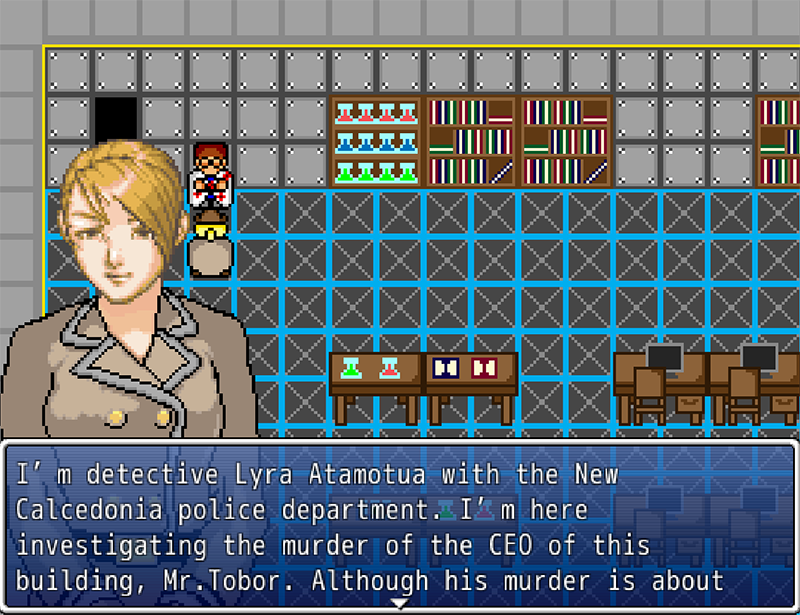 I’m detective Lyra Atamotua with the New
Calcedonia police department. I’m here
investigating the murder of the CEO of this
building, Mr.Tobor. Although his murder is about